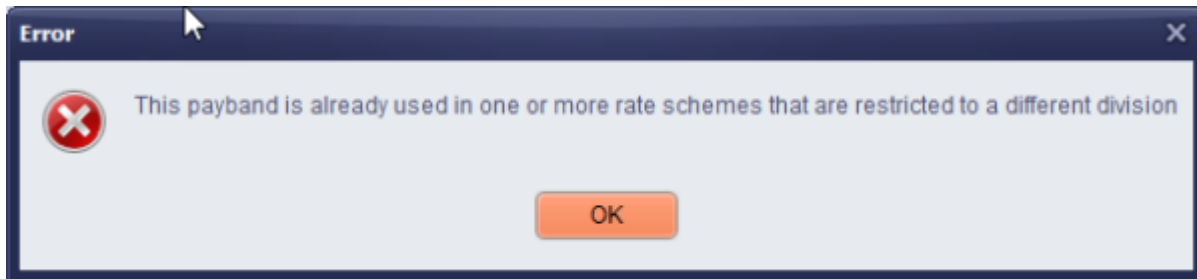 Error
This payband is already used in one or more rate schemes that are restricted to a different division
OK